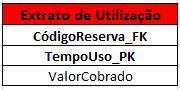 Extrato de Utilização
CódigoReserva_FK
TempoUso_PK
ValorCobrado